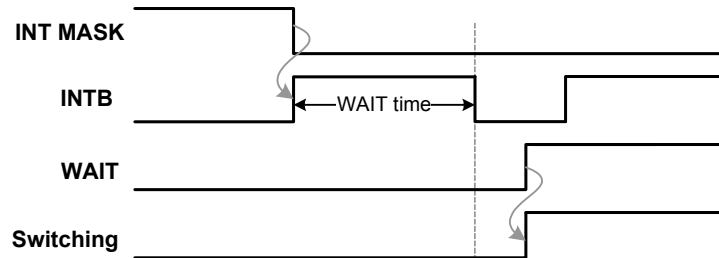 INT MASK
INTB
WAIT time
WAIT
Switching